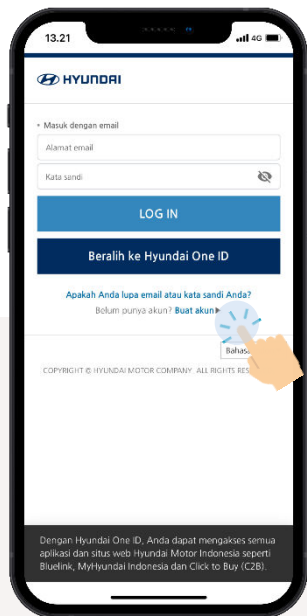 13.21
4G
HYUNDAI
Masuk dengan email
Alamat email
Kata sandi
LOG IN
Beralih ke Hyundai One ID
Apakah Anda lupa email atau kata sandi Anda?
Belum punya akun? Buat akun
Bahasa
COPYRIGHT © HYUNDAI MOTOR COMPANY. ALL RIGHTS
Dengan Hyundai One ID, Anda dapat mengakses semua
aplikasi dan situs web Hyundai Motor Indonesia seperti
Bluelink, MyHyundai Indonesia dan Click to Buy (C2B).